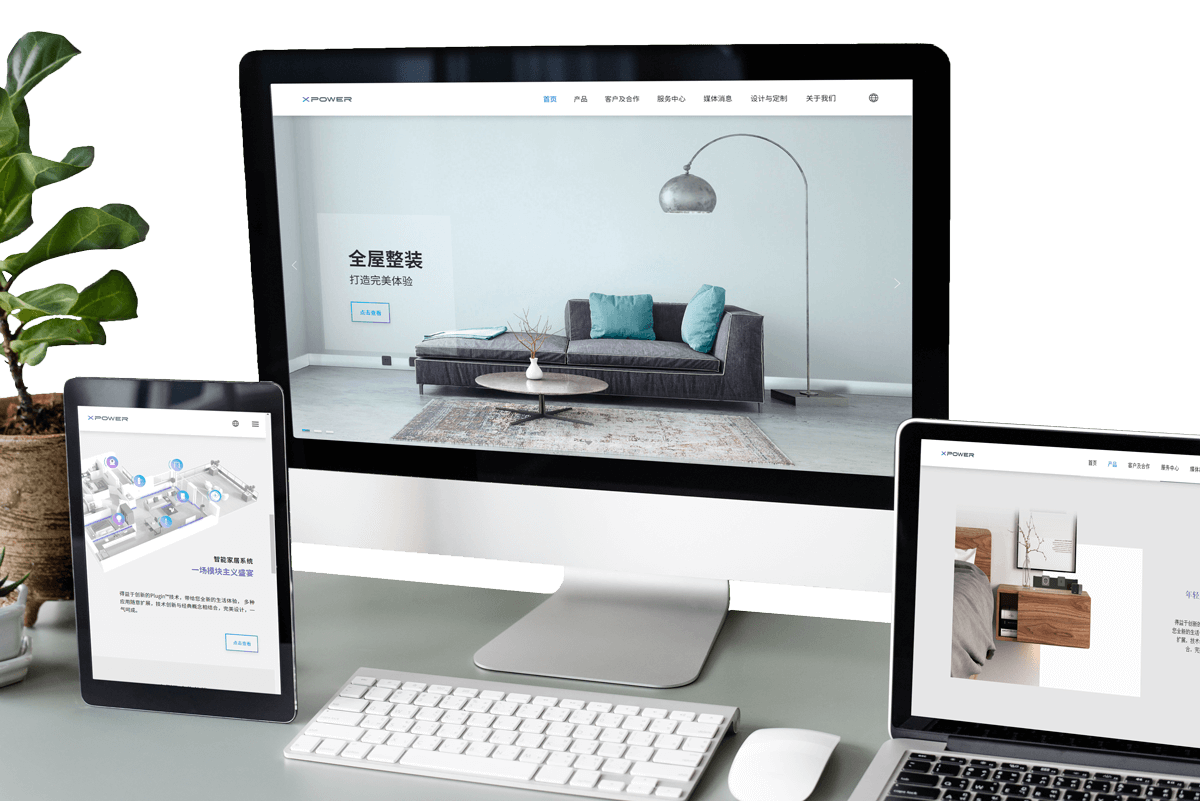 XPOWER
首页 产品 客户及合作 服务中心 媒体消息 设计与定制 关于我们
全屋整装
打造完美体验
点击查看
XPOWER
智能家居系统
一场模块主义盛宴
得益于创新的Plugin™技术，带给您全新的生活体验，多种
应用随意扩展，技术创新与经典概念相结合，完美设计，一
气呵成。
点击查看
XPOWER
首页 产品 客户及合作 服务中心 媒体
年轻
得益于创新的
您全新的生活
扩展，技术
台，完